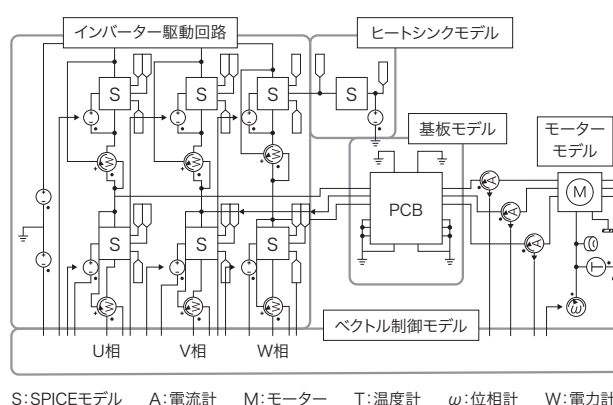 インバーター駆動回路
ヒートシンクモデル
S
S
S
S
基板モデル
モーター
モデル
W
W
W
A
M
PCB
A
S
S
S
A
T
W
W
W
ω
ベクトル制御モデル
U相
V相
W相
S:SPICEモデル A:電流計 M:モーター T:温度計 ω:位相計 W:電力計